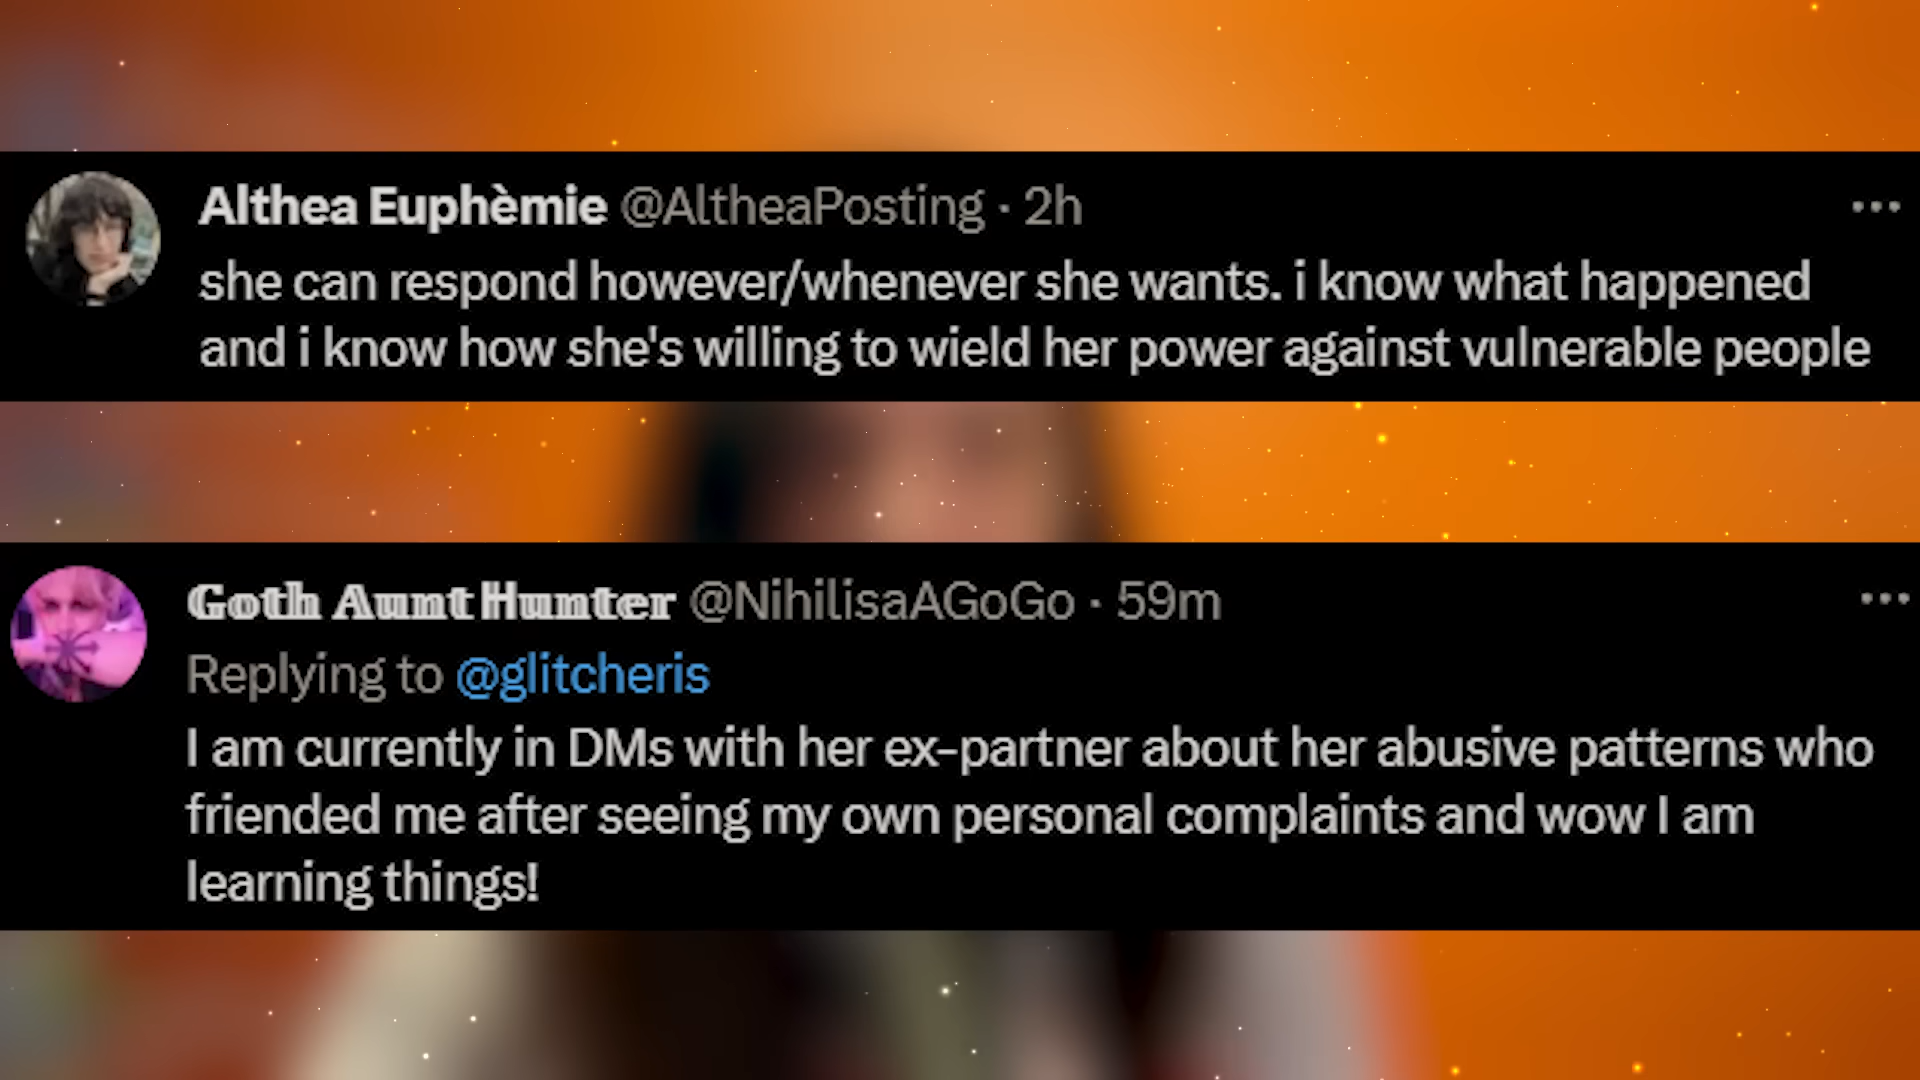 Althea Euphèmie @AltheaPosting · 2h
she can respond however/whenever she wants. i know what happened
and i know how she's willing to wield her power against vulnerable people
𝔾𝕠𝕥𝕙 𝔸𝕦𝕟𝕥 ℍ𝕦𝕟𝕥𝕖𝕣 @NihilisaAGoGo · 59m
Replying to @glitcheris
I am currently in DMs with her ex-partner about her abusive patterns who
friended me after seeing my own personal complaints and wow I am
learning things!